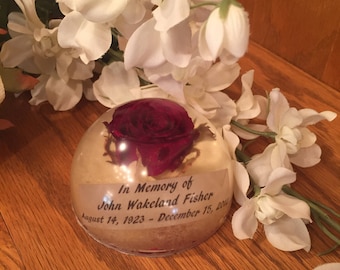 In Memory of
John Wakeland Fisher
August 14, 1923 - December 15,